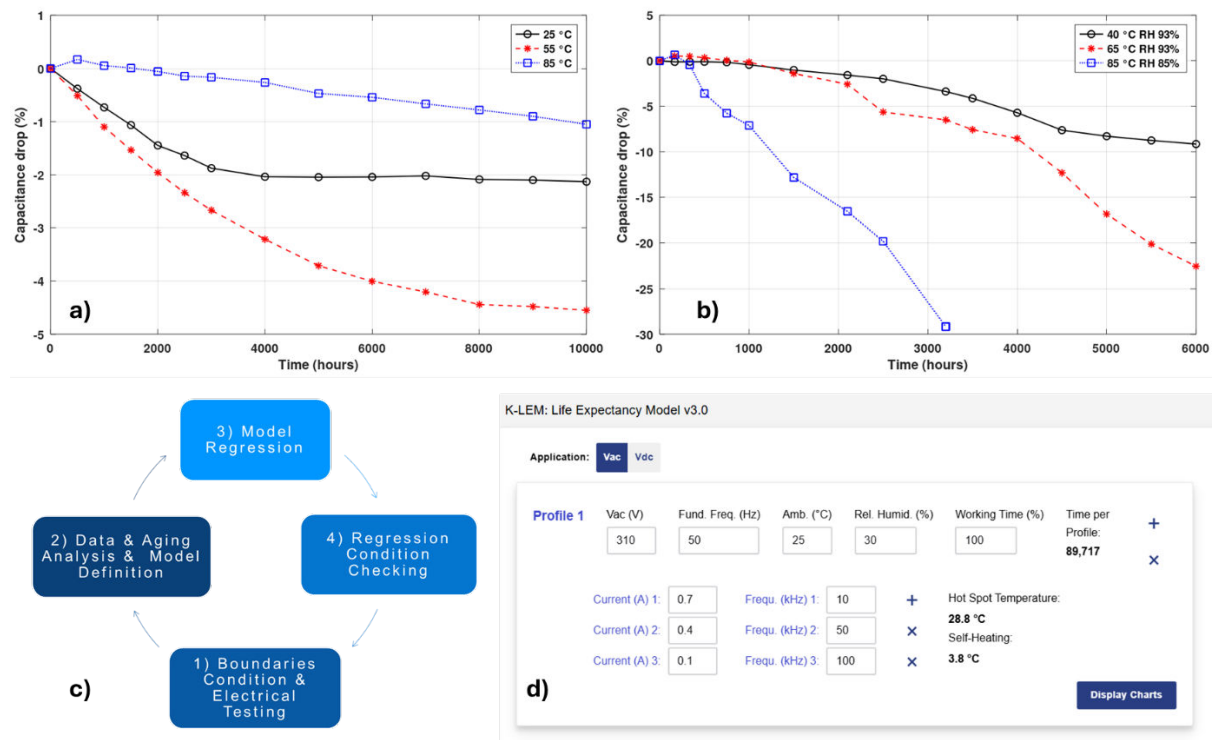 1
0
-1
-2
-3
-4
-5
Capacitance drop (%)
0
2000
4000
6000
8000
10000
Time (hours)
25 °C
55 °C
85 °C
a)
5
0
-5
-10
-15
-20
-25
-30
Capacitance drop (%)
0
1000
2000
3000
4000
5000
6000
Time (hours)
40 °C RH 93%
65 °C RH 93%
85 °C RH 85%
b)
3) Model
Regression
2) Data & Aging
Analysis & Model
Definition
4) Regression
Condition
Checking
1) Boundaries
Condition &
Electrical
Testing
c)
K-LEM: Life Expectancy Model v3.0
Application: Vac Vdc
Profile 1
Vac (V)
310
Fund. Freq. (Hz)
50
Amb. (°C)
25
Rel. Humid. (%)
30
Working Time (%)
100
Time per
Profile:
89,717
+
×
Current (A) 1: 0.7 Frequ. (kHz) 1: 10 +
Current (A) 2: 0.4 Frequ. (kHz) 2: 50 ×
Current (A) 3: 0.1 Frequ. (kHz) 3: 100 ×
Hot Spot Temperature:
28.8 °C
Self-Heating:
3.8 °C
Display Charts
d)